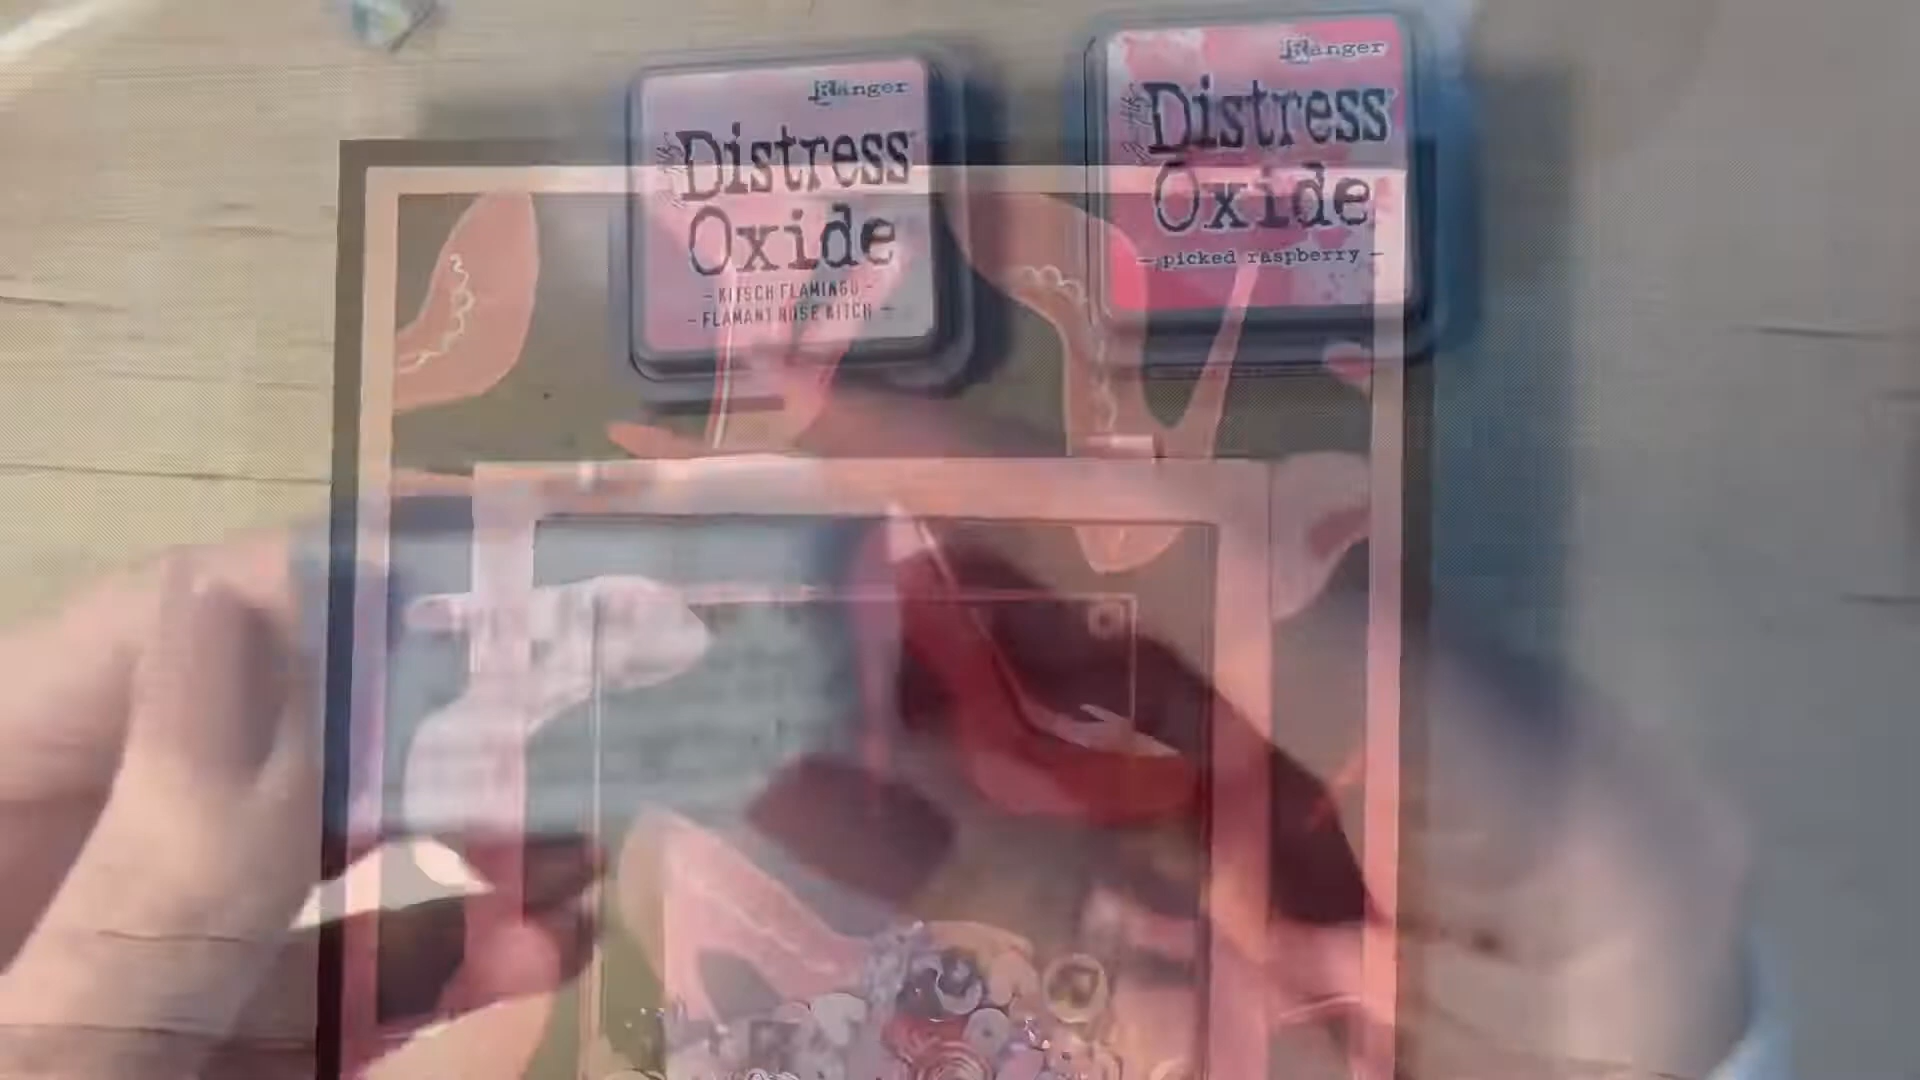 Ranger
Distress
Oxide
- KITSCH FLAMINGO -
- FLAMANT ROSE KITCH -
Ranger
Distress
Oxide
- picked raspberry -